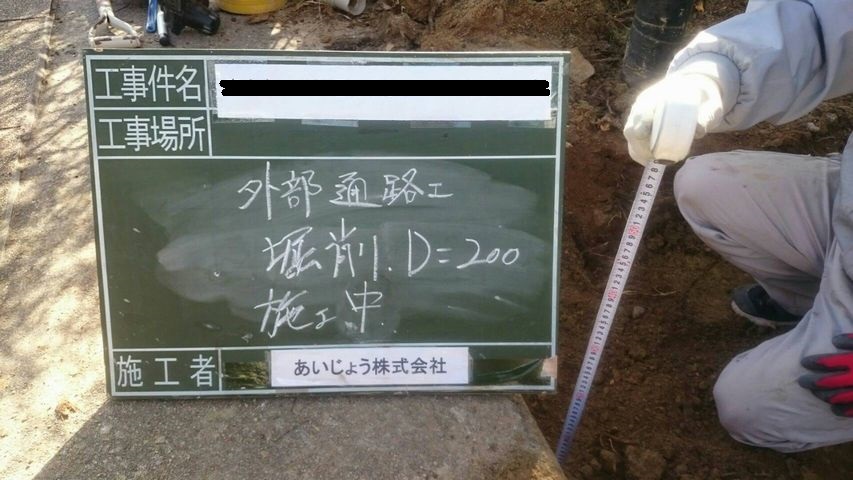 工事件名
工事場所
外部通路工
堀削.D=200
施工中
施工者
あいじょう株式会社